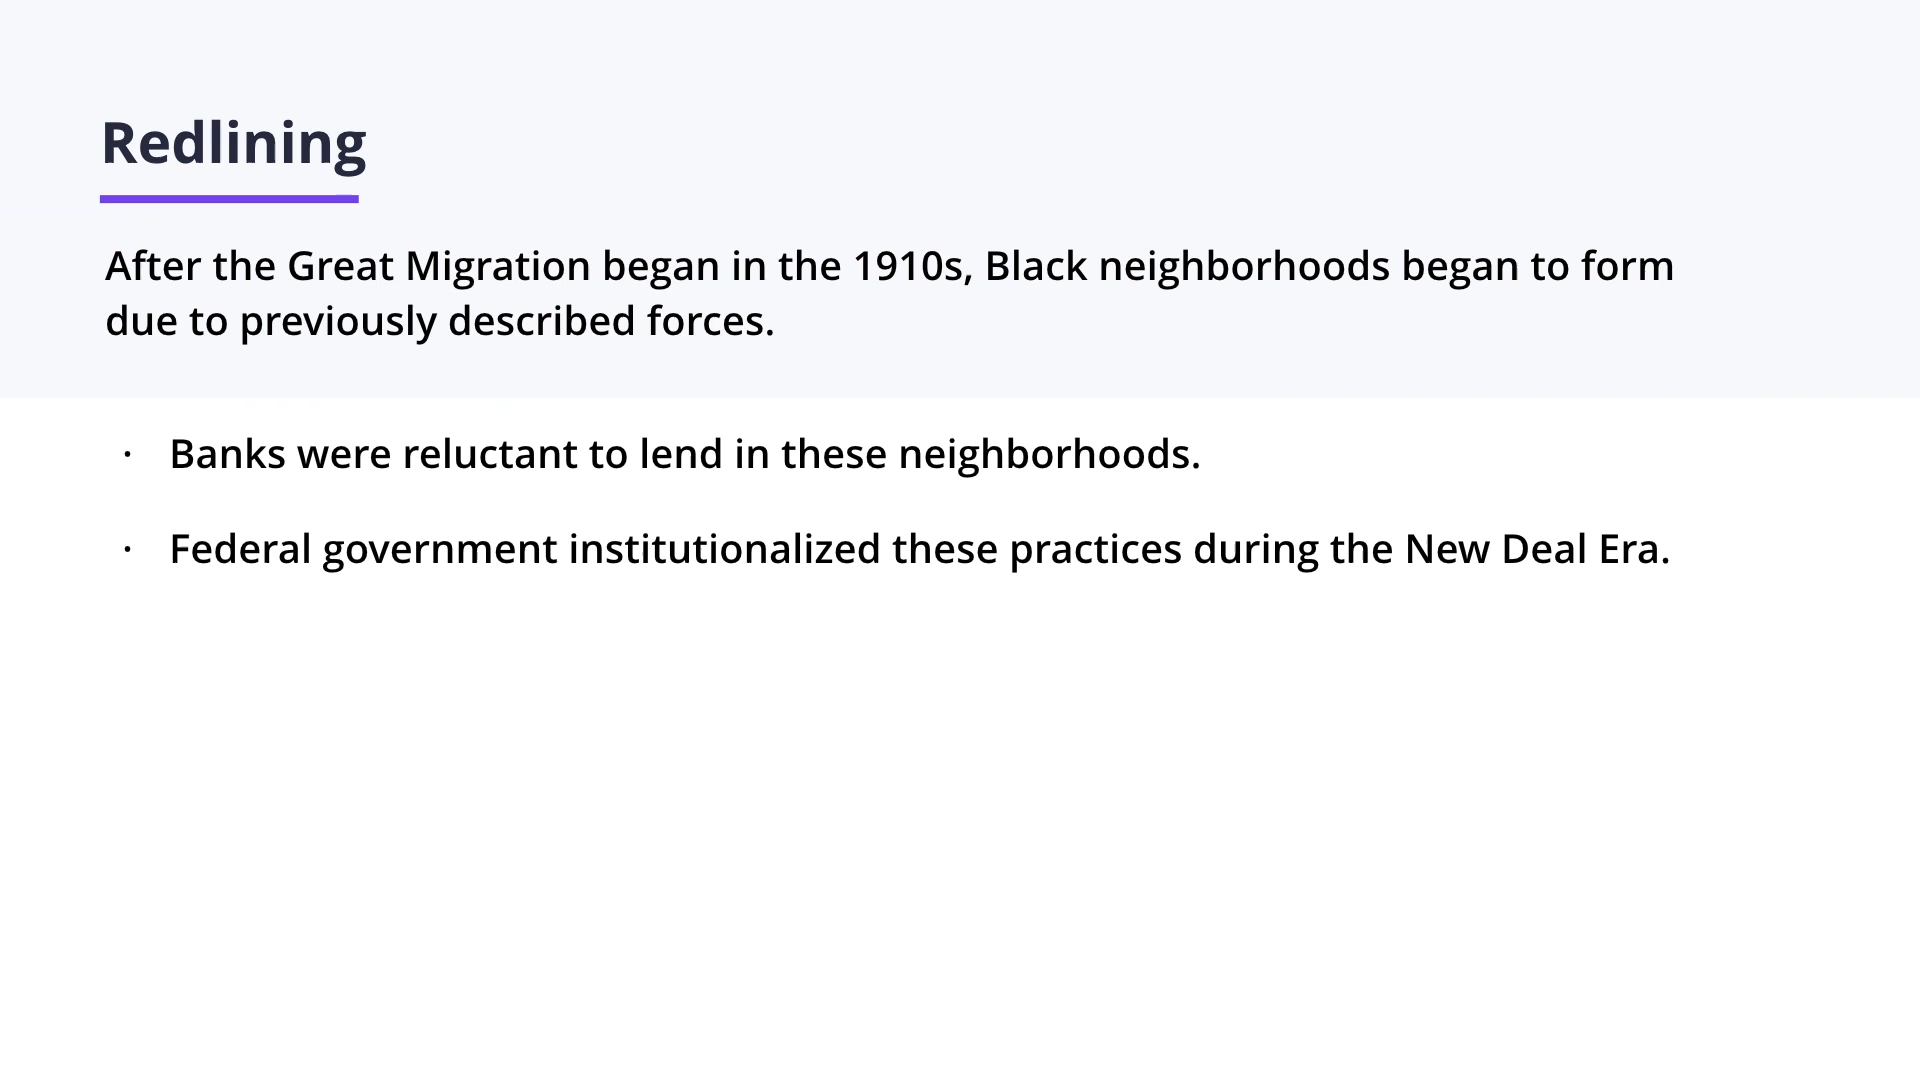 Redlining
After the Great Migration began in the 1910s, Black neighborhoods began to form
due to previously described forces.
· Banks were reluctant to lend in these neighborhoods.
· Federal government institutionalized these practices during the New Deal Era.